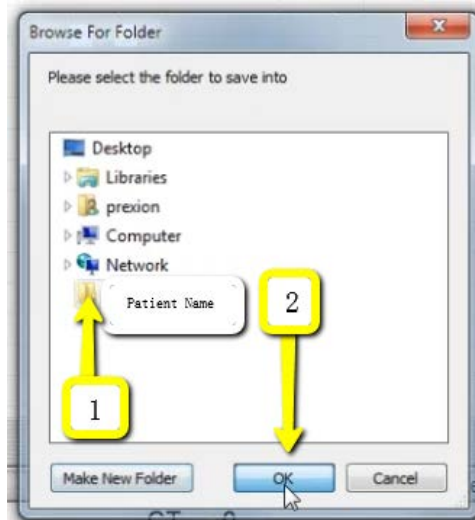 Browse For Folder
Please select the folder to save into
Desktop
Libraries
prexion
Computer
Network
Patient Name
2
1
Make New Folder
OK
Cancel